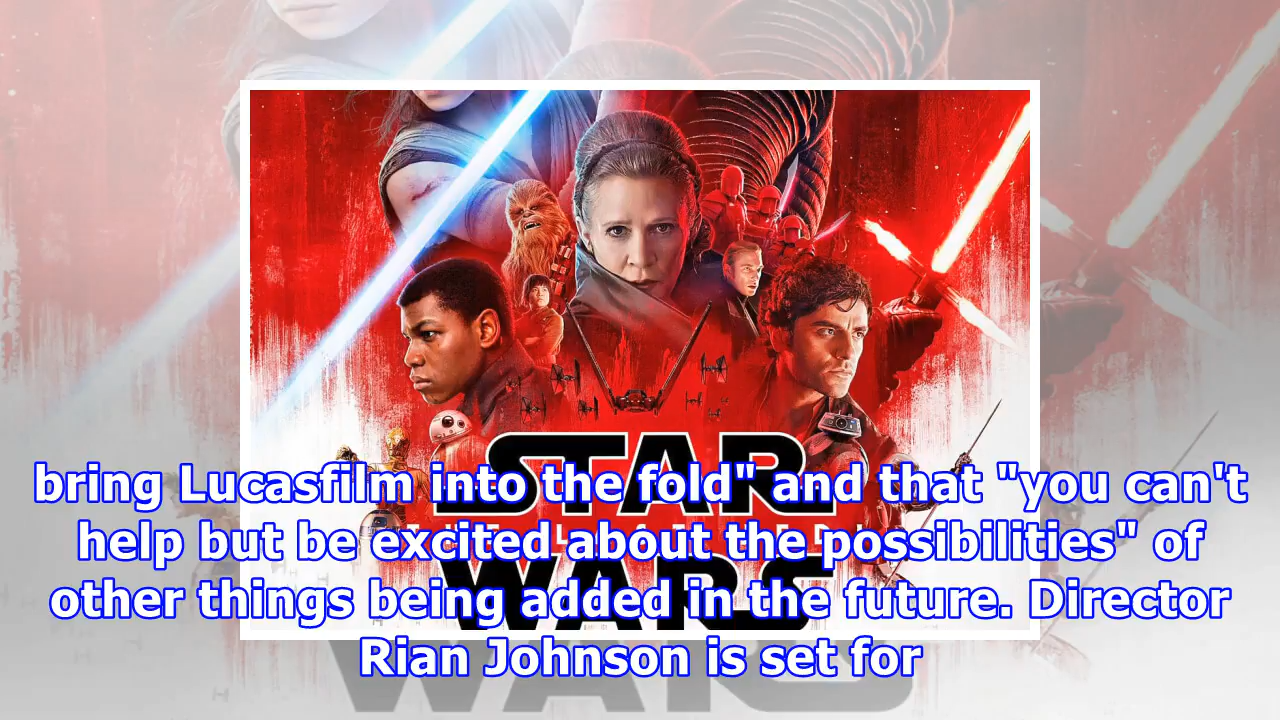 STAR
bring Lucasfilm into the fold" and that "you can't
help but be excited about the possibilities" of
other things being added in the future. Director
WARS
Rian Johnson is set for